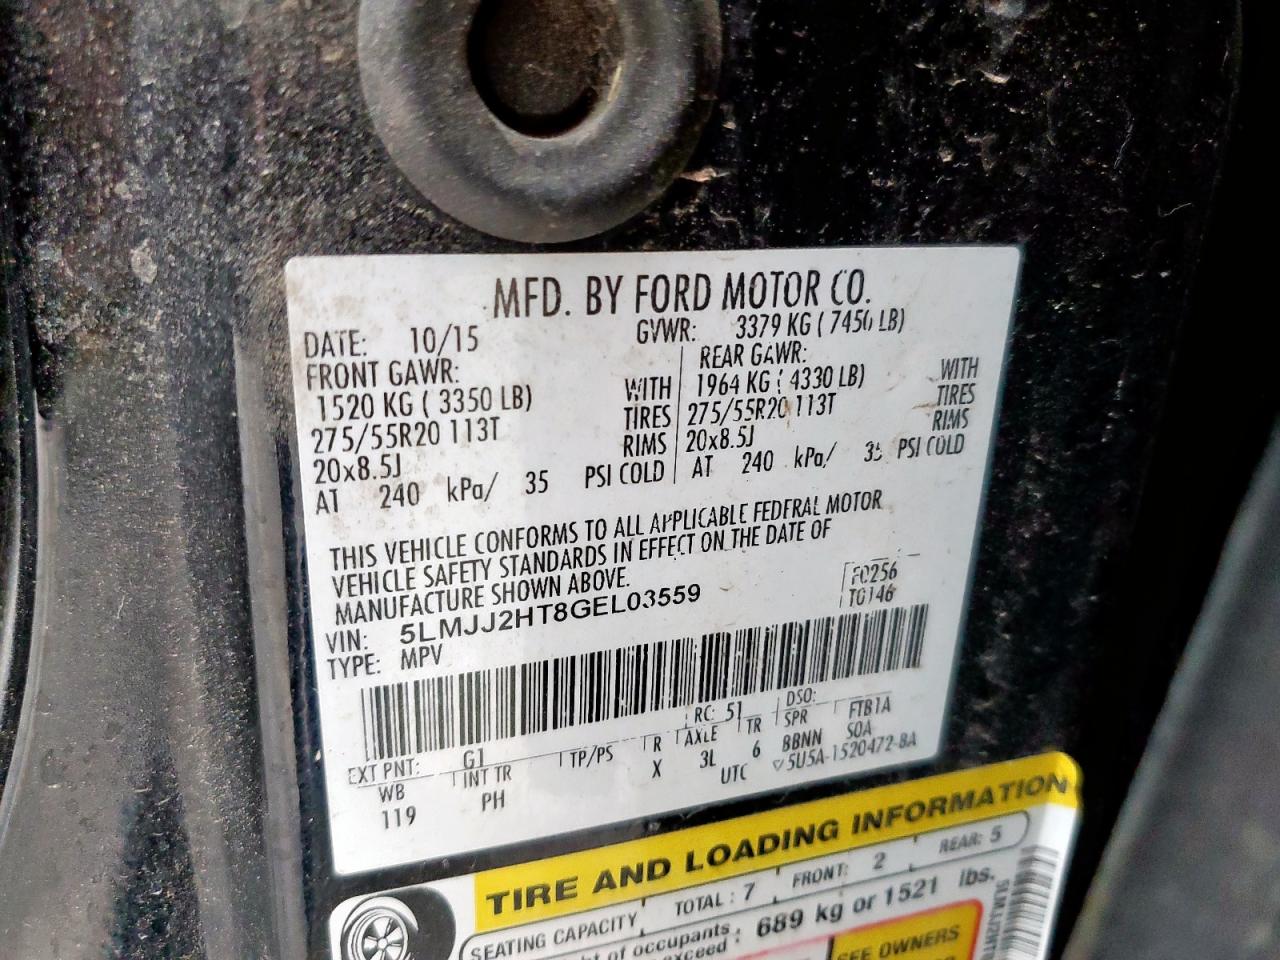 MFD. BY FORD MOTOR CO.
DATE: 10/15 GVWR: 3379 KG ( 7450 LB)
FRONT GAWR: REAR GAWR:
1520 KG ( 3350 LB) WITH 1964 KG ( 4330 LB) WITH
275/55R20 113T TIRES 275/55R20 113T TIRES
20x8.5J RIMS 20x8.5J RIMS
AT 240 kPa/ 35 PSI COLD AT 240 kPa/ 35 PSI COLD
THIS VEHICLE CONFORMS TO ALL APPLICABLE FEDERAL MOTOR
VEHICLE SAFETY STANDARDS IN EFFECT ON THE DATE OF
MANUFACTURE SHOWN ABOVE.
F0256
VIN: 5LMJJ2HT8GEL03559 T0146
TYPE: MPV
EXT PNT: G1 RC: 51 DSO:
WB INT TR TP/PS R AXLE TR SPR FTB1A
119 PH X 3L 6 BBNN SOA
UTC 5U5A-1520472-BA
TIRE AND LOADING INFORMATION
SEATING CAPACITY TOTAL : 7 FRONT: 2 REAR: 5
of occupants
exceed : 689 kg or 1521 lbs.
SEE OWNERS